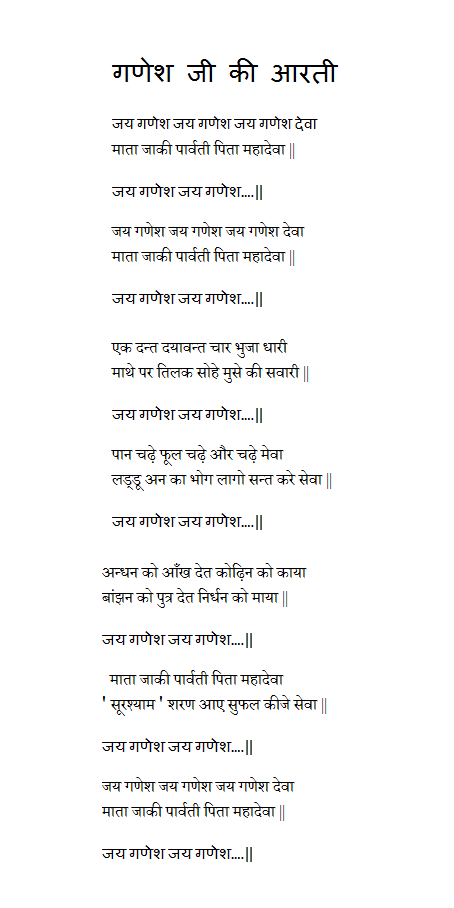 गणेश जी की आरती
जय गणेश जय गणेश जय गणेश देवा
माता जाकी पार्वती पिता महादेवा ||
जय गणेश जय गणेश....||
जय गणेश जय गणेश जय गणेश देवा
माता जाकी पार्वती पिता महादेवा ||
जय गणेश जय गणेश....||
एक दन्त दयावन्त चार भुजा धारी
माथे पर तिलक सोहे मुसे की सवारी ||
जय गणेश जय गणेश....||
पान चढ़े फूल चढ़े और चढ़े मेवा
लड्डू अन का भोग लागो सन्त करे सेवा ||
जय गणेश जय गणेश....||
अन्धन को आँख देत कोढ़िन को काया
बांझन को पुत्र देत निर्धन को माया ||
जय गणेश जय गणेश....||
माता जाकी पार्वती पिता महादेवा
' सूरश्याम ' शरण आए सुफल कीजे सेवा ||
जय गणेश जय गणेश....||
जय गणेश जय गणेश जय गणेश देवा
माता जाकी पार्वती पिता महादेवा ||
जय गणेश जय गणेश....||